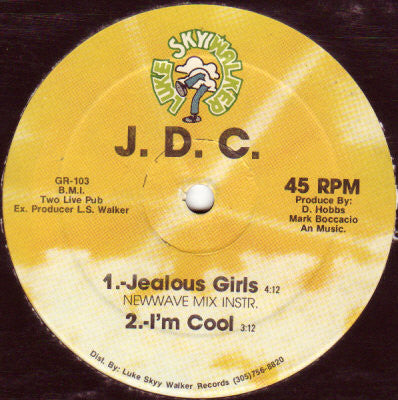 LUKE SKYYWALKER
J. D. C.
GR-103
B.M.I.
Two Live Pub
Ex. Producer L.S. Walker
45 RPM
Produce By:
D. Hobbs
Mark Boccacio
An Music.
1.-Jealous Girls 4:12
NEWWAVE MIX INSTR.
2.-I'm Cool 3:12
Dist. By: Luke Skyy Walker Records (305)756-8820